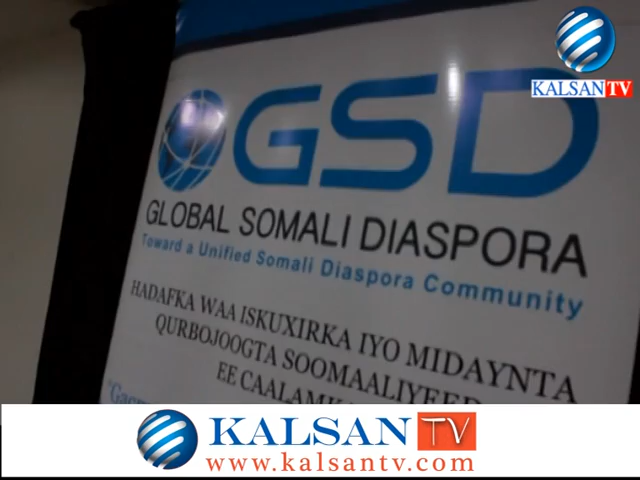 KALSAN TV
GSD
GLOBAL SOMALI DIASPORA
Toward a Unified Somali Diaspora Community
HADAFKA WAA ISKUXIRKA IYO MIDAYNTA
QURBOJOOGTA SOOMAALIYEED
EE
KALSAN TV
www.kalsantv.com